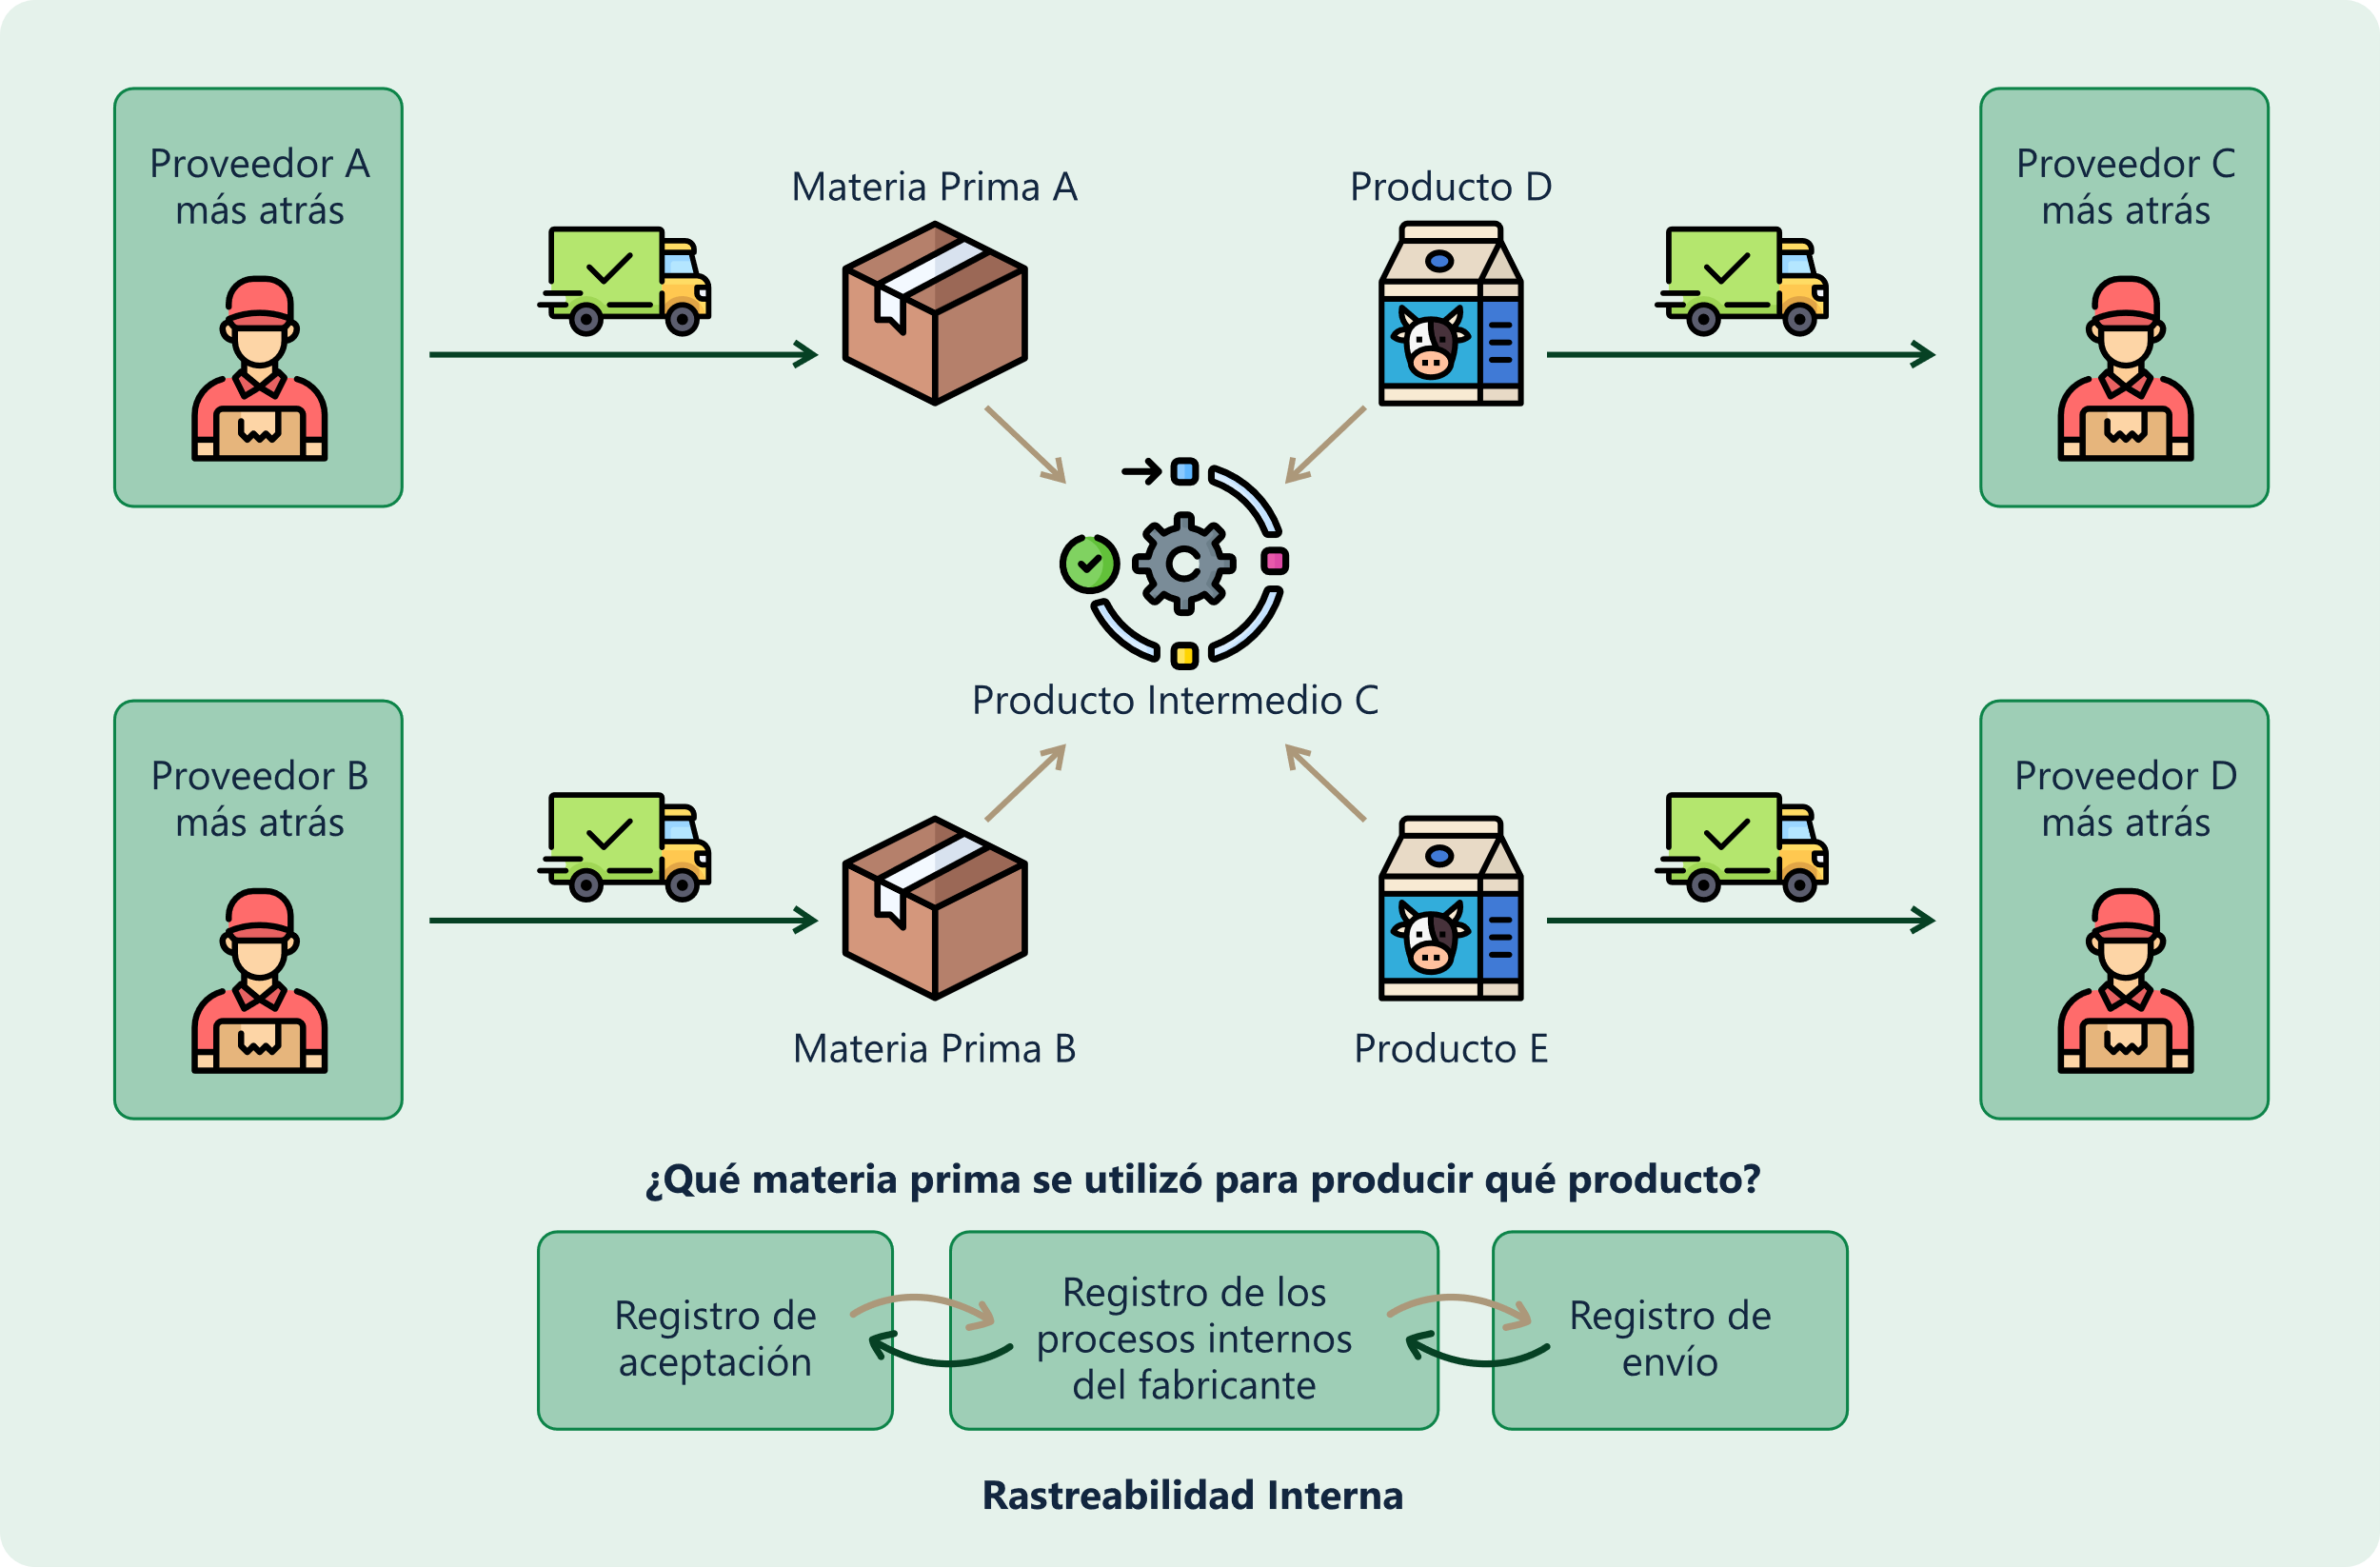 Proveedor A
más atrás
Materia Prima A
Producto D
Proveedor C
más atrás
Producto Intermedio C
Proveedor B
más atrás
Materia Prima B
Producto E
Proveedor D
más atrás
¿Qué materia prima se utilizó para producir qué producto?
Registro de
aceptación
Registro de los
procesos internos
del fabricante
Registro de
envío
Rastreabilidad Interna